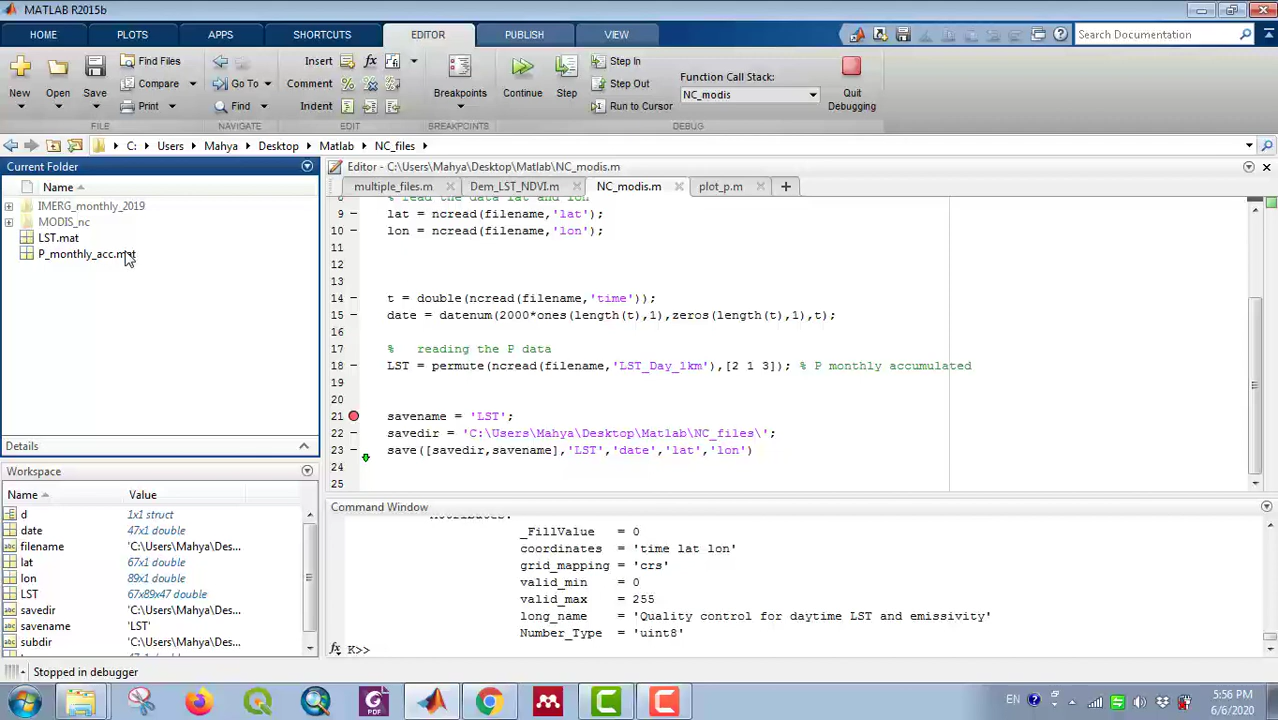 MATLAB R2015b
HOME PLOTS APPS SHORTCUTS EDITOR PUBLISH VIEW Search Documentation
New Open Save Find Files Compare Print Go To Find Insert Comment Indent Breakpoints Continue Step Step In Step Out Run to Cursor Function Call Stack: NC_modis Quit Debugging
FILE NAVIGATE EDIT BREAKPOINTS DEBUG
C: Users Mahya Desktop Matlab NC_files
Current Folder
Name
IMERG_monthly_2019
MODIS_nc
LST.mat
P_monthly_acc.mat
Details
Workspace
Name Value
d 1x1 struct
date 47x1 double
filename 'C:\Users\Mahya\Des...
lat 67x1 double
lon 89x1 double
LST 67x89x47 double
savedir 'C:\Users\Mahya\Des...
savename 'LST'
subdir 'C:\Users\Mahya\Des...
Editor - C:\Users\Mahya\Desktop\Matlab\NC_modis.m
multiple_files.m Dem_LST_NDVI.m NC_modis.m plot_p.m
8 % read the data lat and lon
9 lat = ncread(filename,'lat');
10 lon = ncread(filename,'lon');
11
12
13
14 t = double(ncread(filename,'time'));
15 date = datenum(2000*ones(length(t),1),zeros(length(t),1),t);
16
17 % reading the P data
18 LST = permute(ncread(filename,'LST_Day_1km'),[2 1 3]); % P monthly accumulated
19
20
21 savename = 'LST';
22 savedir = 'C:\Users\Mahya\Desktop\Matlab\NC_files\';
23 save([savedir,savename],'LST','date','lat','lon')
24
25
Command Window
Attributes:
_FillValue = 0
coordinates = 'time lat lon'
grid_mapping = 'crs'
valid_min = 0
valid_max = 255
long_name = 'Quality control for daytime LST and emissivity'
Number_Type = 'uint8'
fx K>>
Stopped in debugger
PDF
EN
5:56 PM
6/6/2020